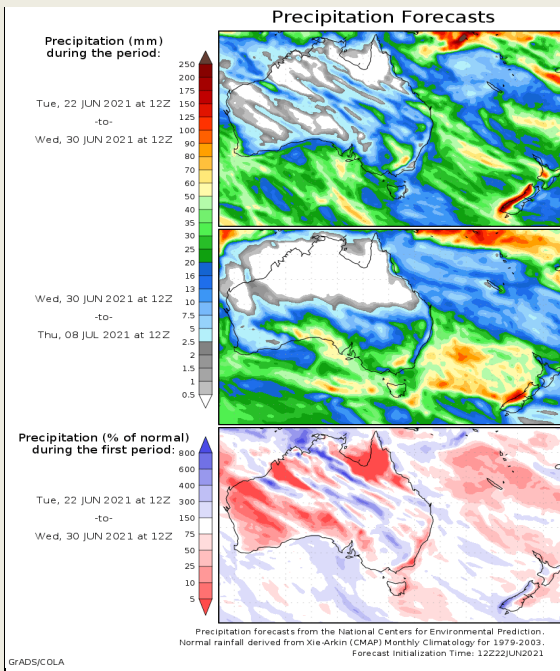 Precipitation Forecasts
Precipitation (mm)
during the period:
Tue, 22 JUN 2021 at 12Z
-to-
Wed, 30 JUN 2021 at 12Z
250
200
175
150
125
100
90
80
70
60
50
40
35
30
25
20
16
13
10
7.5
5
2.5
2
1.5
1
0.5
Wed, 30 JUN 2021 at 12Z
-to-
Thu, 08 JUL 2021 at 12Z
Precipitation (% of normal)
during the first period:
Tue, 22 JUN 2021 at 12Z
-to-
Wed, 30 JUN 2021 at 12Z
800
600
400
300
150
75
50
25
10
5
Precipitation forecasts from the National Centers for Environmental Prediction.
Normal rainfall derived from Xie-Arkin (CMAP) Monthly Climatology for 1979-2003.
Forecast Initialization Time: 12Z22JUN2021
GrADS/COLA